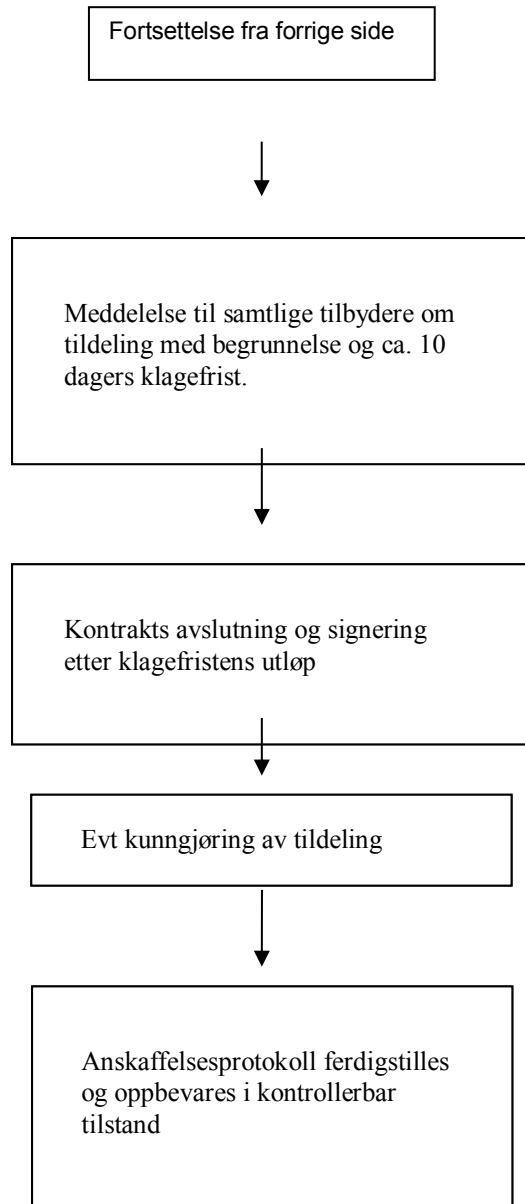 Fortsettelse fra forrige side
Meddelelse til samtlige tilbydere om
tildeling med begrunnelse og ca. 10
dagers klagefrist.
Kontrakts avslutning og signering
etter klagefristens utløp
Evt kunngjøring av tildeling
Anskaffelsesprotokoll ferdigstilles
og oppbevares i kontrollerbar
tilstand